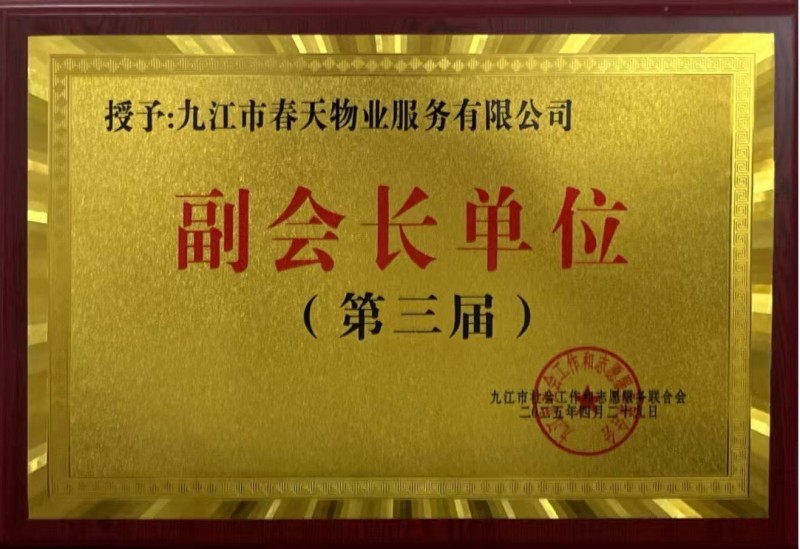 授予:九江市春天物业服务有限公司
副会长单位
（第三届）
九江市社会工作和志愿服务联合会
二〇二五年四月二十九日